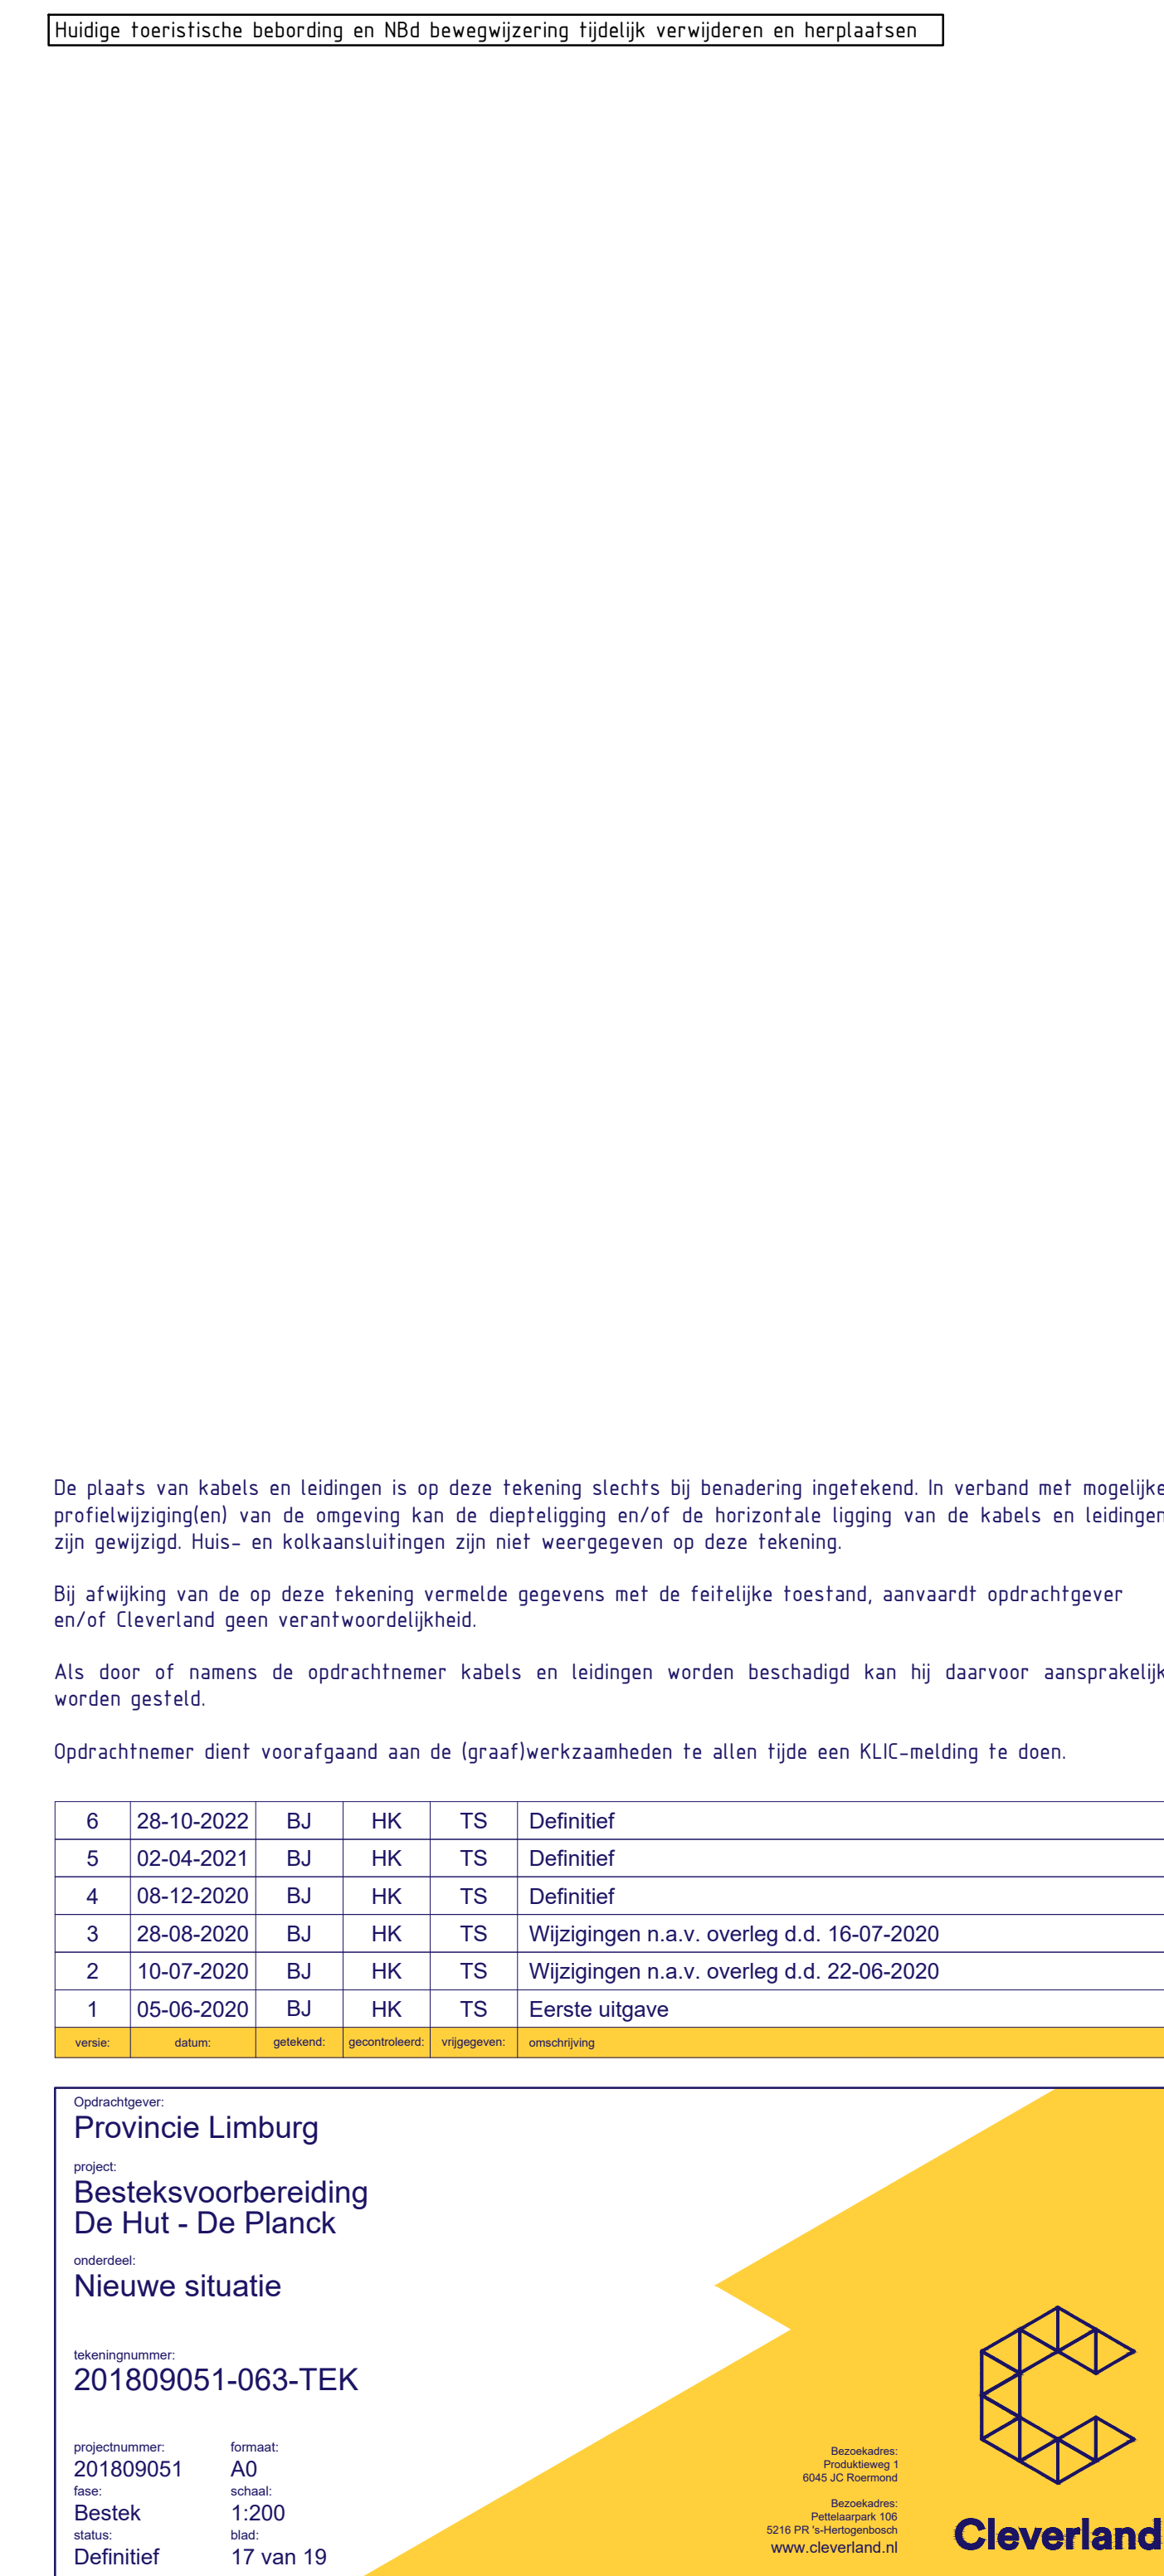 Huidige toeristische bebording en NBd bewegwijzering tijdelijk verwijderen en herplaatsen
De plaats van kabels en leidingen is op deze tekening slechts bij benadering ingetekend. In verband met mogelijke
profielwijziging(en) van de omgeving kan de diepteligging en/of de horizontale ligging van de kabels en leidingen
zijn gewijzigd. Huis- en kolkaansluitingen zijn niet weergegeven op deze tekening.
Bij afwijking van de op deze tekening vermelde gegevens met de feitelijke toestand, aanvaardt opdrachtgever
en/of Cleverland geen verantwoordelijkheid.
Als door of namens de opdrachtnemer kabels en leidingen worden beschadigd kan hij daarvoor aansprakelijk
worden gesteld.
Opdrachtnemer dient voorafgaand aan de (graaf)werkzaamheden te allen tijde een KLIC-melding te doen.
6 28-10-2022 BJ HK TS Definitief
5 02-04-2021 BJ HK TS Definitief
4 08-12-2020 BJ HK TS Definitief
3 28-08-2020 BJ HK TS Wijzigingen n.a.v. overleg d.d. 16-07-2020
2 10-07-2020 BJ HK TS Wijzigingen n.a.v. overleg d.d. 22-06-2020
1 05-06-2020 BJ HK TS Eerste uitgave
versie: datum: getekend: gecontroleerd: vrijgegeven: omschrijving
Opdrachtgever:
Provincie Limburg
project:
Besteksvoorbereiding
De Hut - De Planck
onderdeel:
Nieuwe situatie
tekeningnummer:
201809051-063-TEK
projectnummer: formaat:
201809051 A0
fase: schaal:
Bestek 1:200
status: blad:
Definitief 17 van 19
Bezoekadres:
Produktieweg 1
6045 JC Roermond
Bezoekadres:
Pettelaarpark 106
5216 PR 's-Hertogenbosch
www.cleverland.nl
Cleverland